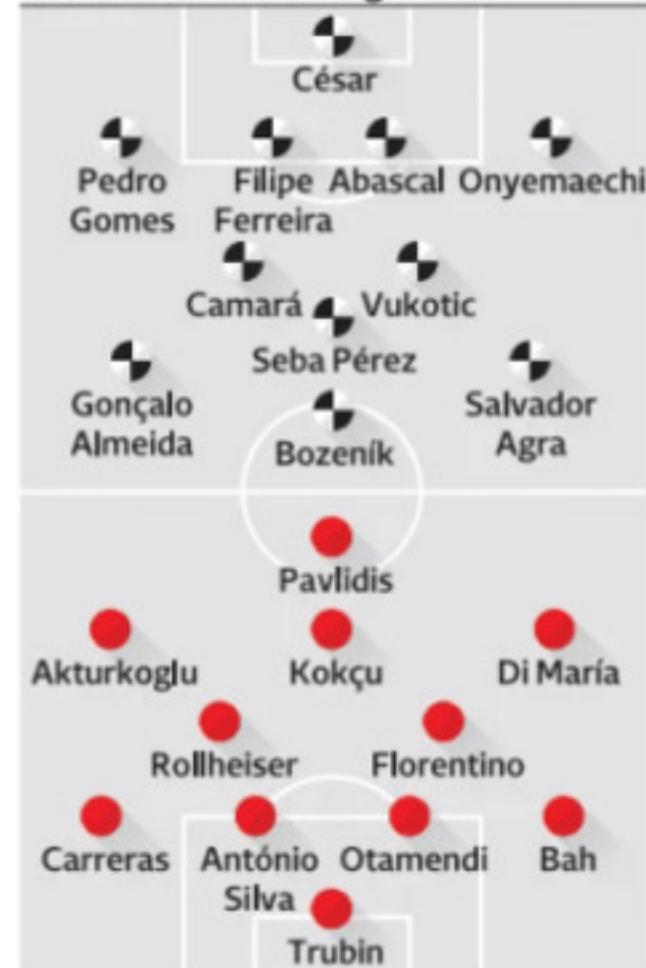 César
Pedro Gomes
Filipe Ferreira
Abascal
Onyemaechi
Camará
Vukotic
Seba Pérez
Gonçalo Almeida
Salvador Agra
Bozeník
Pavlidis
Akturkoglu
Kokçu
Di María
Rollheiser
Florentino
Carreras
António Silva
Otamendi
Bah
Trubin